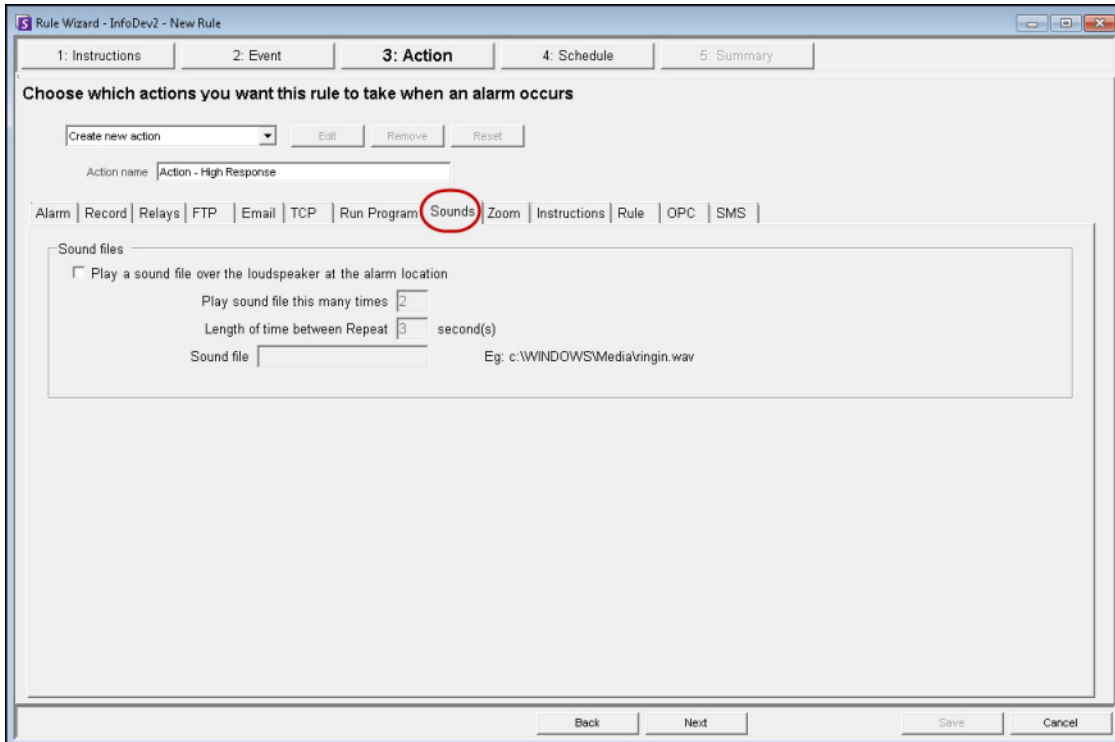 Rule Wizard - InfoDev2 - New Rule
1: Instructions 2: Event 3: Action 4: Schedule 5: Summary
Choose which actions you want this rule to take when an alarm occurs
Create new action Edit Remove Reset
Action name Action - High Response
Alarm Record Relays FTP Email TCP Run Program Sounds Zoom Instructions Rule OPC SMS
Sound files
Play a sound file over the loudspeaker at the alarm location
Play sound file this many times 2
Length of time between Repeat 3 second(s)
Sound file Eg: c:\WINDOWS\Media\ringin.wav
Back Next Save Cancel